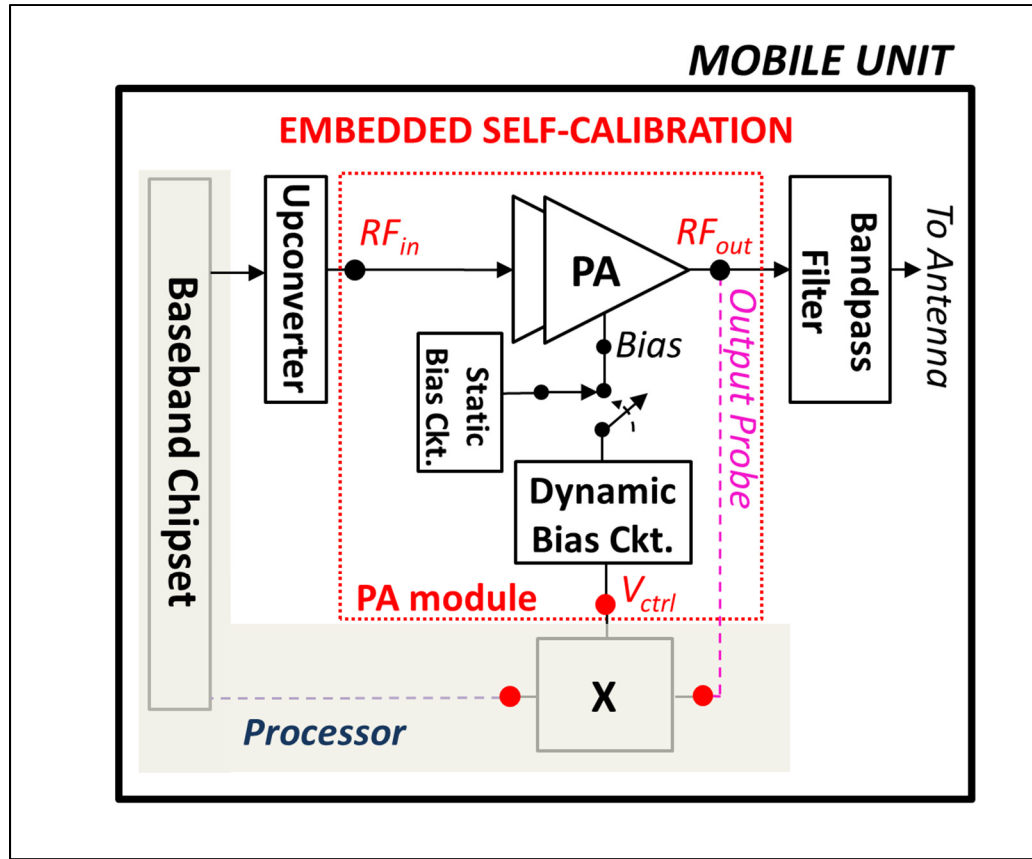 MOBILE UNIT
EMBEDDED SELF-CALIBRATION
Baseband Chipset
Upconverter
RFin
PA
RFout
Bandpass
Filter
To Antenna
Bias
Static
Bias Ckt.
Output Probe
Dynamic
Bias Ckt.
PA module
Vctrl
X
Processor